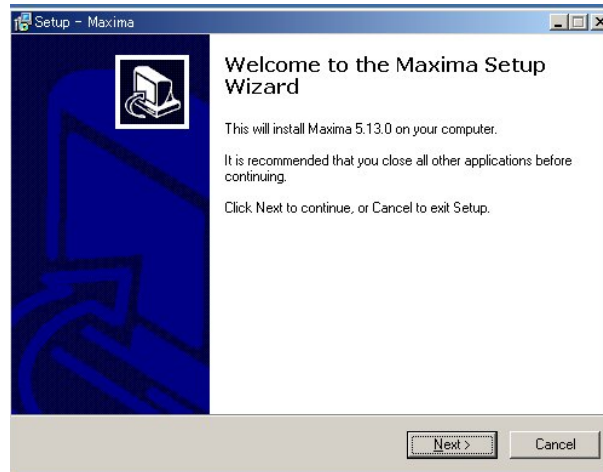 Setup - Maxima
Welcome to the Maxima Setup
Wizard
This will install Maxima 5.13.0 on your computer.
It is recommended that you close all other applications before
continuing.
Click Next to continue, or Cancel to exit Setup.
Next >
Cancel